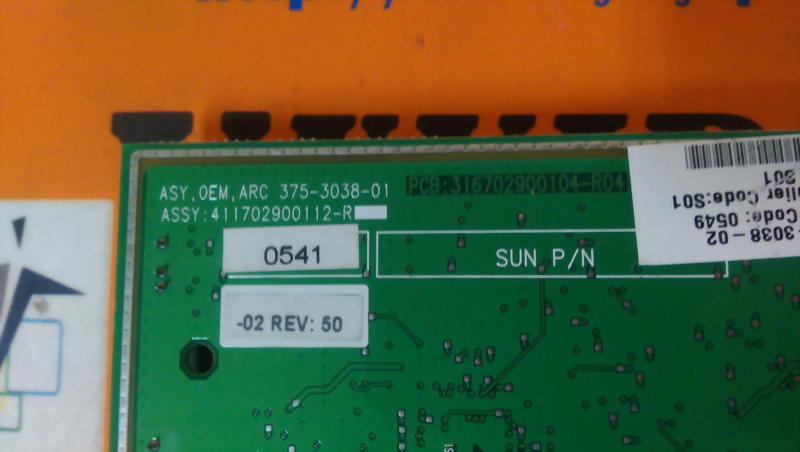 ASY,OEM,ARC 375-3038-01
PCB:316702900104-R04
ASSY:411702900112-R
0541
SUN P/N
-02 REV: 50
-3038-02
Code: 0549
lier Code:S01
S01